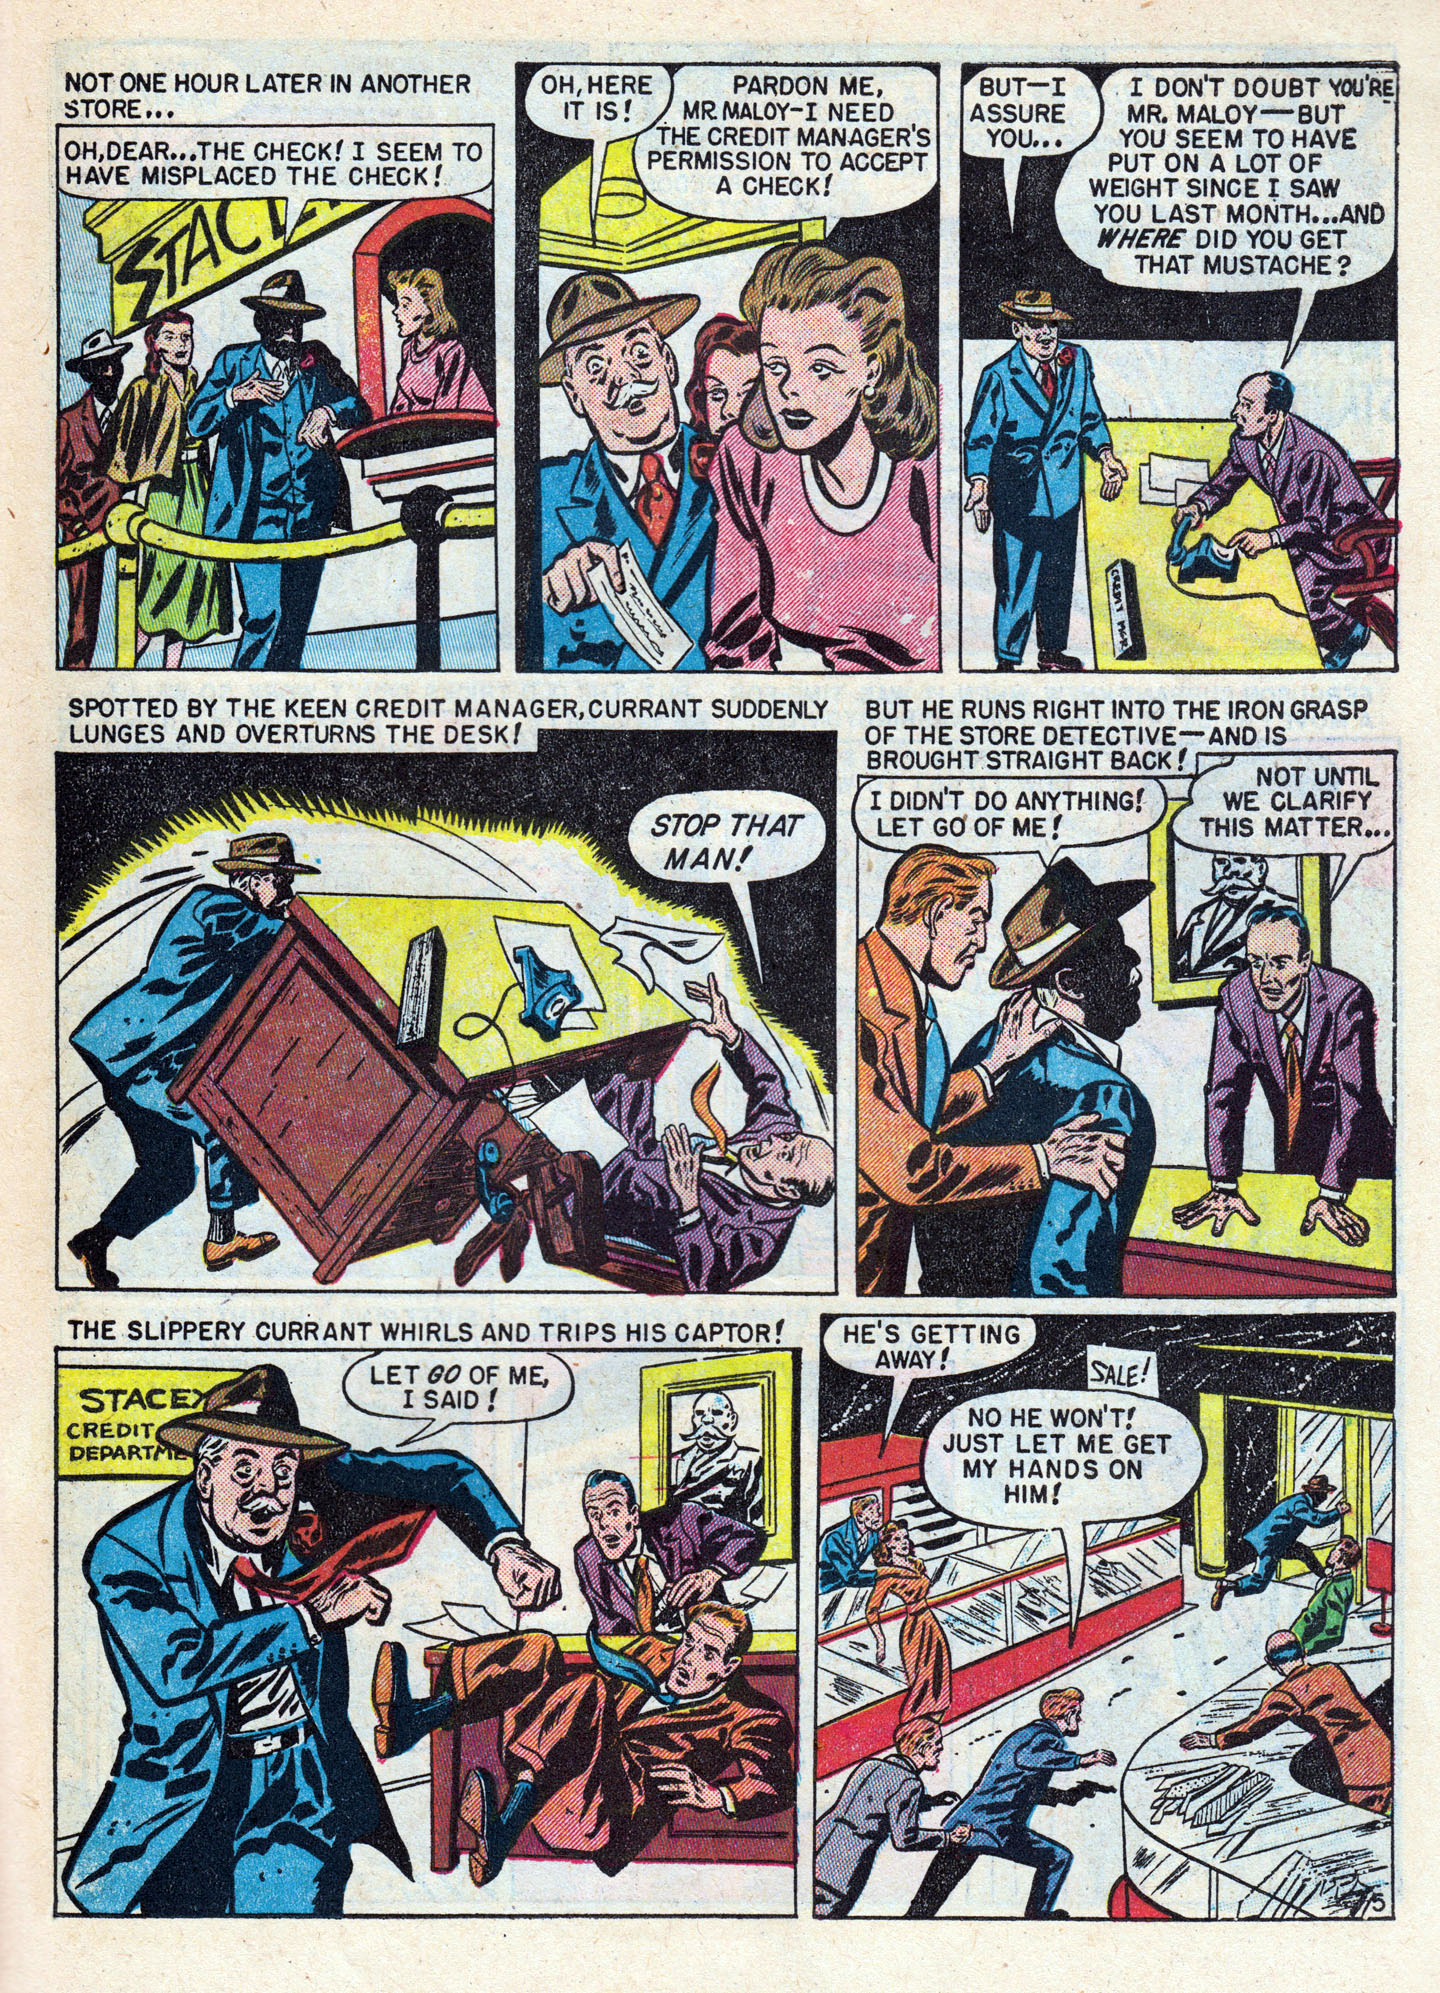 NOT ONE HOUR LATER IN ANOTHER
STORE...
OH, DEAR...THE CHECK! I SEEM TO
HAVE MISPLACED THE CHECK!
OH, HERE
IT IS!
PARDON ME,
MR. MALOY-I NEED
THE CREDIT MANAGER'S
PERMISSION TO ACCEPT
A CHECK!
BUT—I
ASSURE
YOU...
I DON'T DOUBT YOU'RE
MR. MALOY—BUT
YOU SEEM TO HAVE
PUT ON A LOT OF
WEIGHT SINCE I SAW
YOU LAST MONTH...AND
WHERE DID YOU GET
THAT MUSTACHE?
CREDIT MGR.
SPOTTED BY THE KEEN CREDIT MANAGER, CURRANT SUDDENLY
LUNGES AND OVERTURNS THE DESK!
STOP THAT
MAN!
BUT HE RUNS RIGHT INTO THE IRON GRASP
OF THE STORE DETECTIVE—AND IS
BROUGHT STRAIGHT BACK!
I DIDN'T DO ANYTHING!
LET GO OF ME!
NOT UNTIL
WE CLARIFY
THIS MATTER...
THE SLIPPERY CURRANT WHIRLS AND TRIPS HIS CAPTOR!
LET GO OF ME,
I SAID!
STACEY
CREDIT
DEPARTME
HE'S GETTING
AWAY!
SALE!
NO HE WON'T!
JUST LET ME GET
MY HANDS ON
HIM!
5